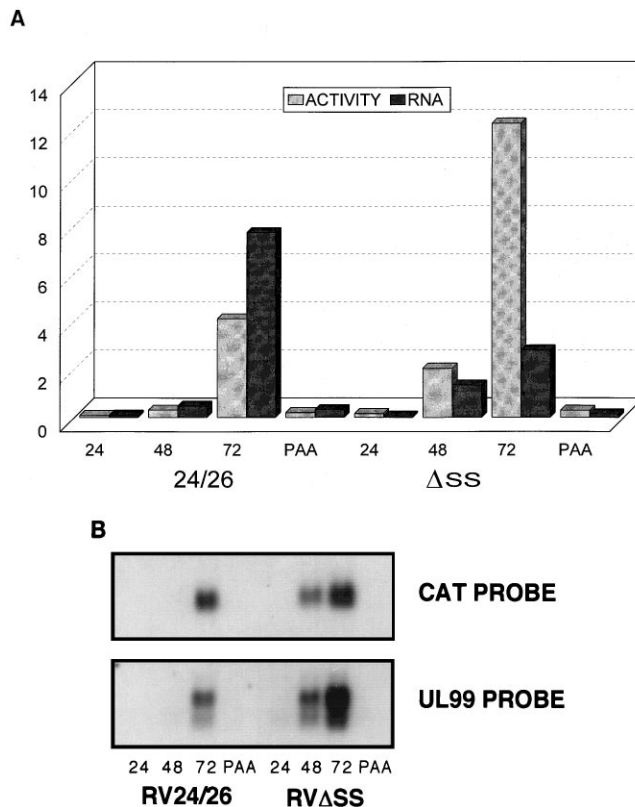 A
14
ACTIVITY RNA
12
10
8
6
4
2
0
24 48 72 PAA 24 48 72 PAA
24/26 ΔSS
B
CAT PROBE
UL99 PROBE
24 48 72 PAA 24 48 72 PAA
RV24/26 RVΔSS